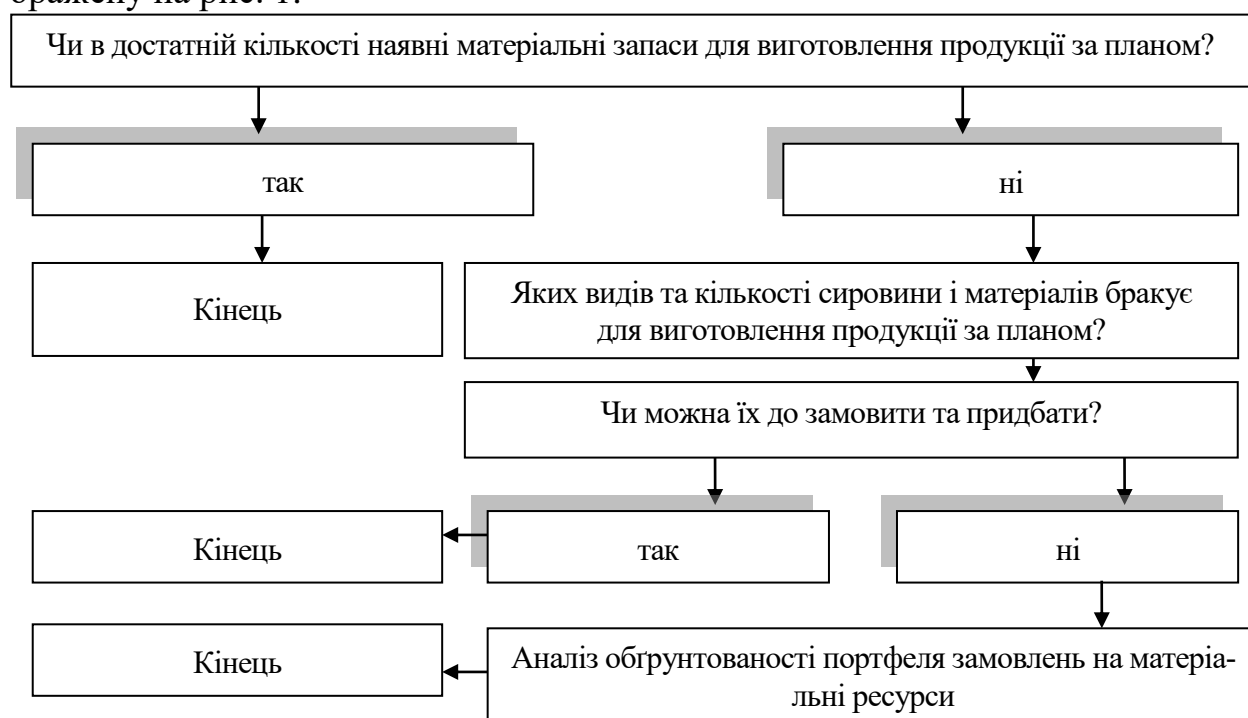 ображену на рис. 1.
Чи в достатній кількості наявні матеріальні запаси для виготовлення продукції за планом?
так
ні
Кінець
Яких видів та кількості сировини і матеріалів бракує
для виготовлення продукції за планом?
Чи можна їх до замовити та придбати?
Кінець
так
ні
Кінець
Аналіз обґрунтованості портфеля замовлень на матеріа-
льні ресурси